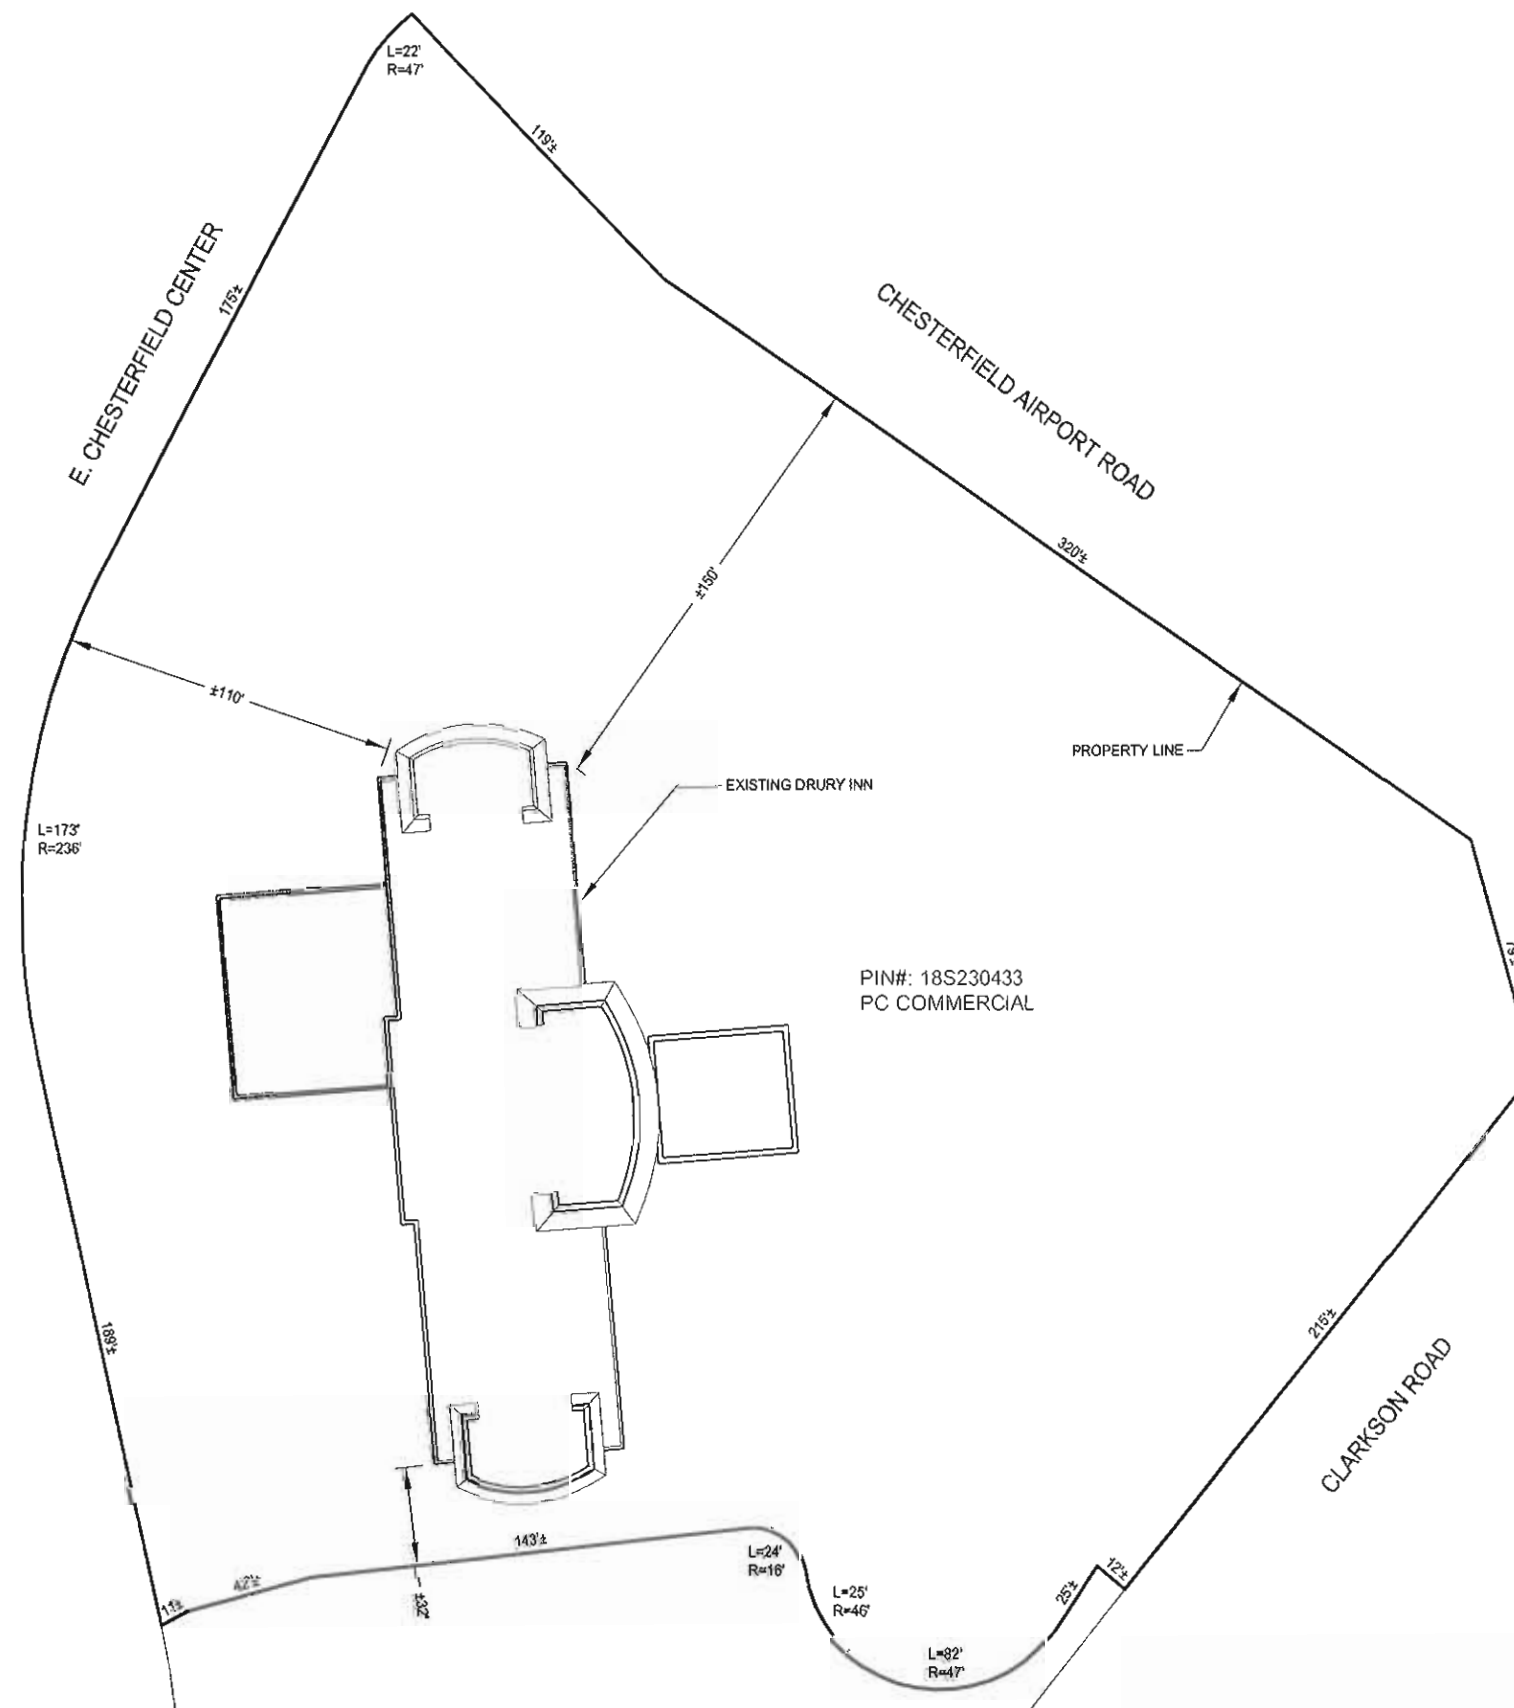 L=22'
R=47'
119'±
E. CHESTERFIELD CENTER
175'±
CHESTERFIELD AIRPORT ROAD
320'±
±150'
±110'
PROPERTY LINE
EXISTING DRURY INN
L=173'
R=236'
PIN#: 18S230433
PC COMMERCIAL
189'±
215'±
CLARKSON ROAD
143'±
L=24'
R=16'
42'±
11'±
±32'
L=25'
R=46'
25'±
12'±
L=82'
R=47'